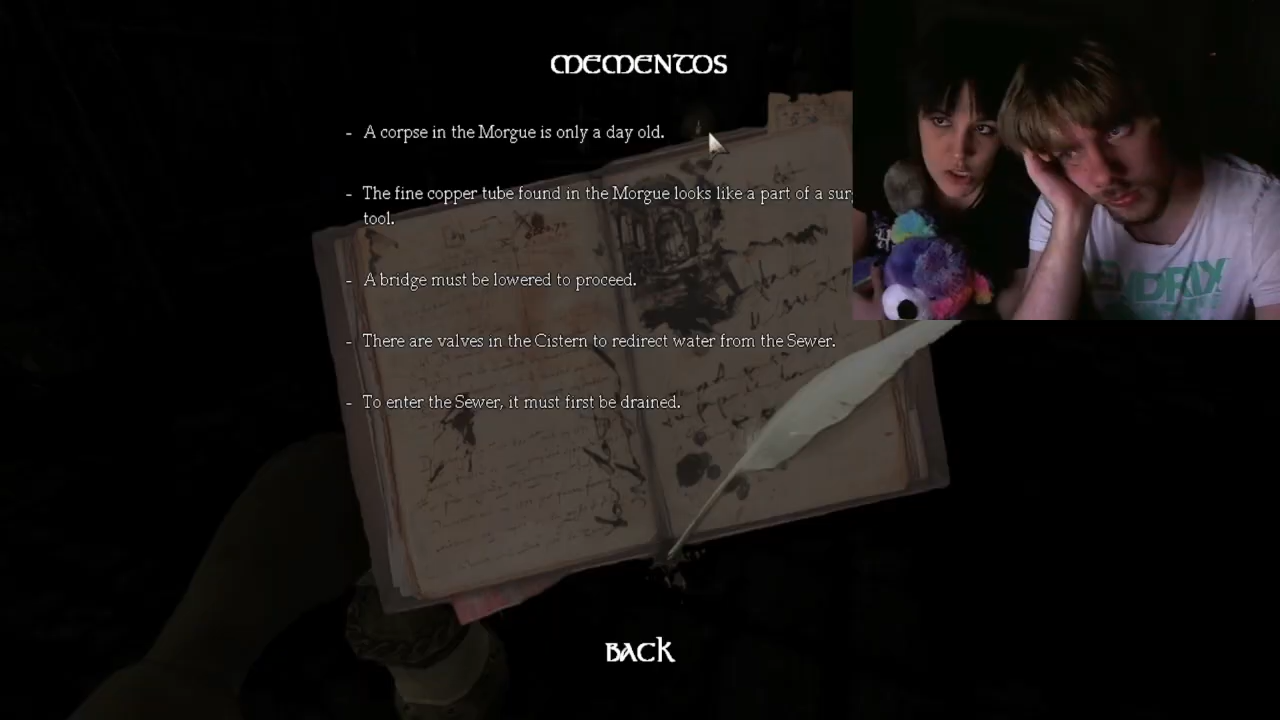 MEMENTOS
- A corpse in the Morgue is only a day old.
- The fine copper tube found in the Morgue looks like a part of a
tool.
- A bridge must be lowered to proceed.
- There are valves in the Cistern to redirect water from the Sewer.
- To enter the Sewer, it must first be drained.
NDRIX
BACK